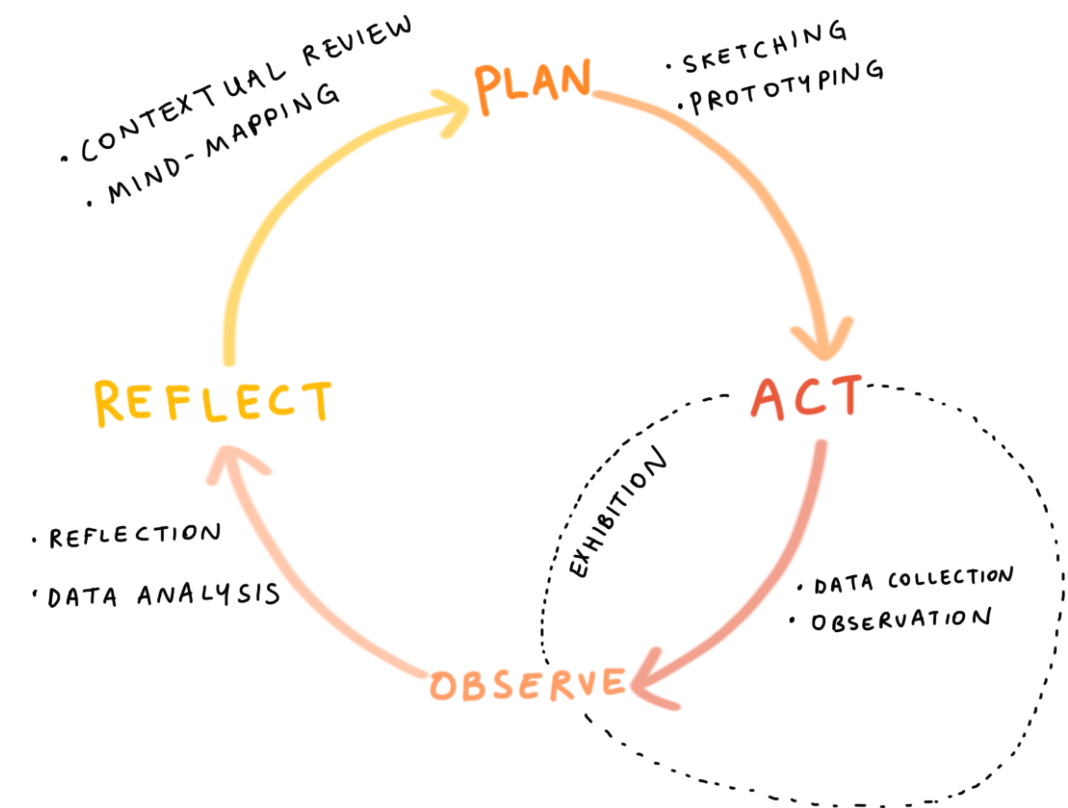 · CONTEXTUAL REVIEW
· MIND-MAPPING
PLAN
· SKETCHING
· PROTOTYPING
REFLECT
ACT
EXHIBITION
· REFLECTION
· DATA ANALYSIS
· DATA COLLECTION
· OBSERVATION
OBSERVE